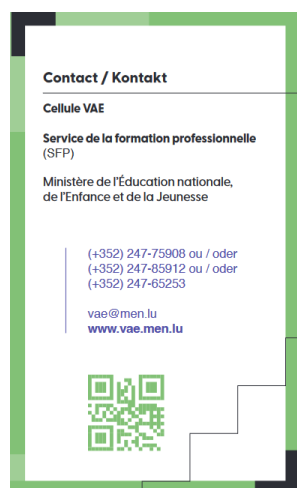 Contact / Kontakt
Cellule VAE
Service de la formation professionnelle
(SFP)
Ministère de l'Éducation nationale,
de l'Enfance et de la Jeunesse
(+352) 247-75908 ou / oder
(+352) 247-85912 ou / oder
(+352) 247-65253
vae@men.lu
www.vae.men.lu